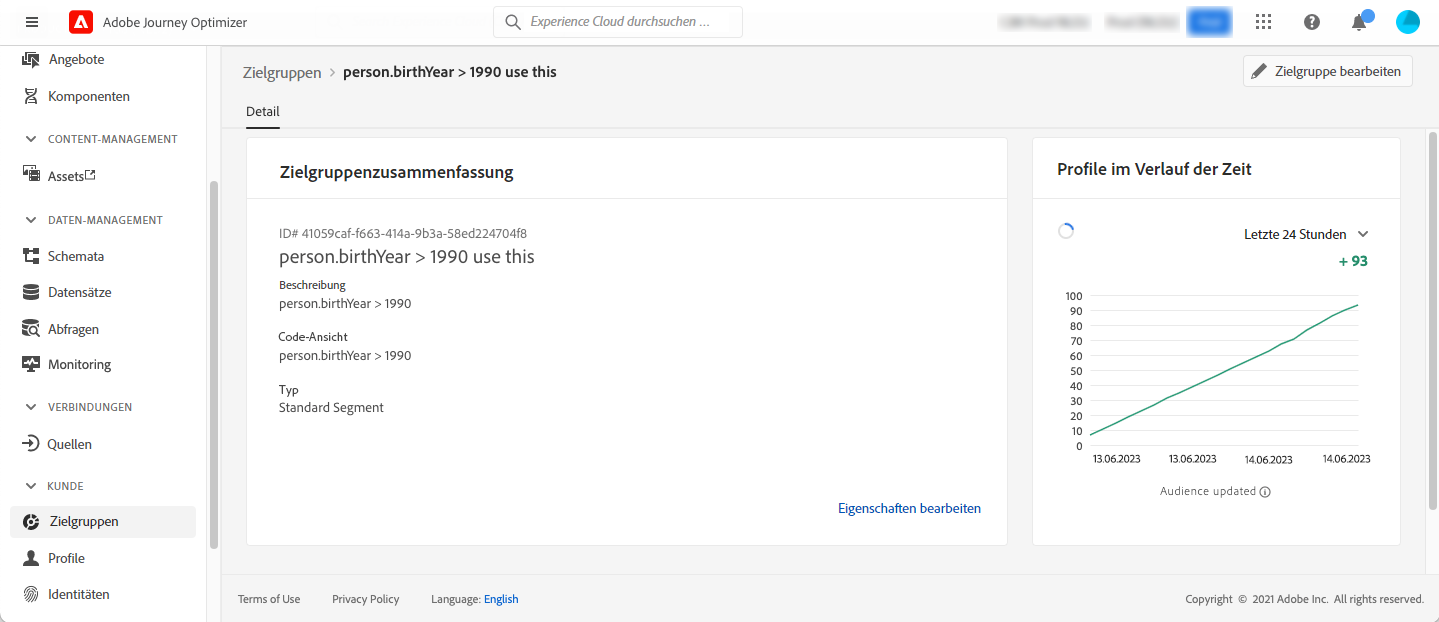 Adobe Journey Optimizer
Experience Cloud durchsuchen ...
Angebote
Komponenten
CONTENT-MANAGEMENT
Assets
DATEN-MANAGEMENT
Schemata
Datensätze
Abfragen
Monitoring
VERBINDUNGEN
Quellen
KUNDE
Zielgruppen
Profile
Identitäten
Zielgruppen > person.birthYear > 1990 use this
Zielgruppe bearbeiten
Detail
Zielgruppenzusammenfassung
ID# 41059caf-f663-414a-9b3a-58ed224704f8
person.birthYear > 1990 use this
Beschreibung
person.birthYear > 1990
Code-Ansicht
person.birthYear > 1990
Typ
Standard Segment
Eigenschaften bearbeiten
Profile im Verlauf der Zeit
Letzte 24 Stunden
+ 93
100
90
80
70
60
50
40
30
20
10
0
13.06.2023 13.06.2023 14.06.2023 14.06.2023
Audience updated
Terms of Use Privacy Policy Language: English
Copyright © 2021 Adobe Inc. All rights reserved.